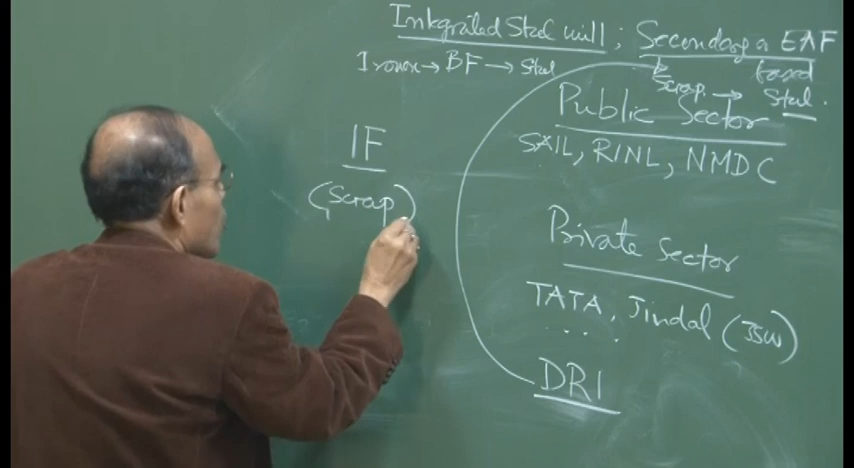 Integrated Steel mill; Secondary or EAF
Iron ore → BF → Steel
based
Scrap → Steel.
Public Sector
SAIL, RINL, NMDC
IF
(Scrap)
Private Sector
TATA, Jindal (JSW)
....
DRI